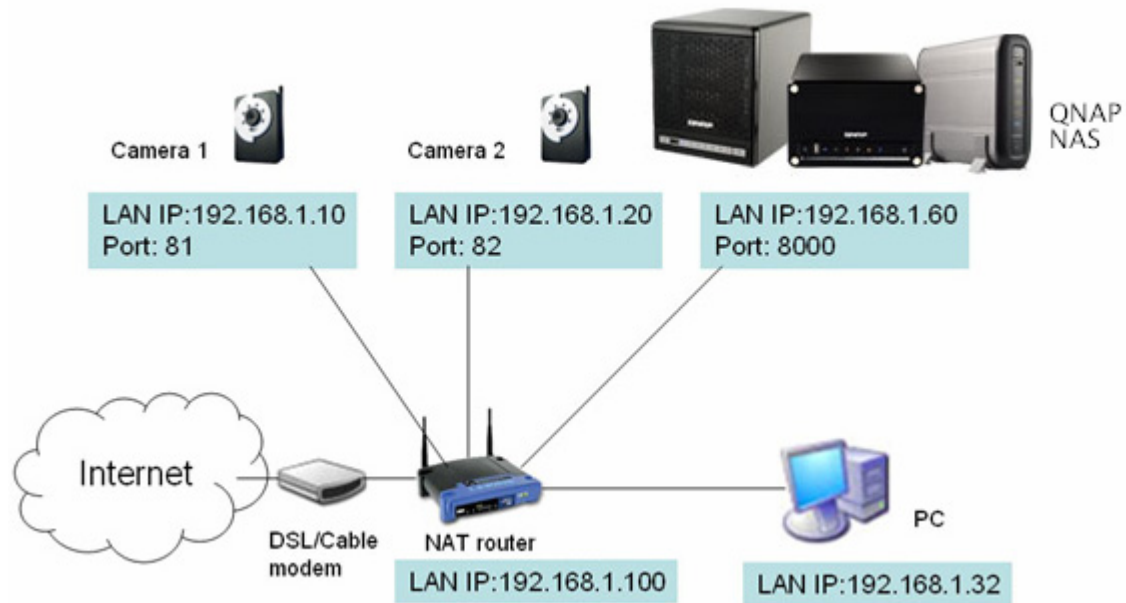 Camera 1
Camera 2
QNAP
NAS
QNAP
LAN IP:192.168.1.10
Port: 81
LAN IP:192.168.1.20
Port: 82
LAN IP:192.168.1.60
Port: 8000
Internet
DSL/Cable
modem
NAT router
PC
LAN IP:192.168.1.100
LAN IP:192.168.1.32